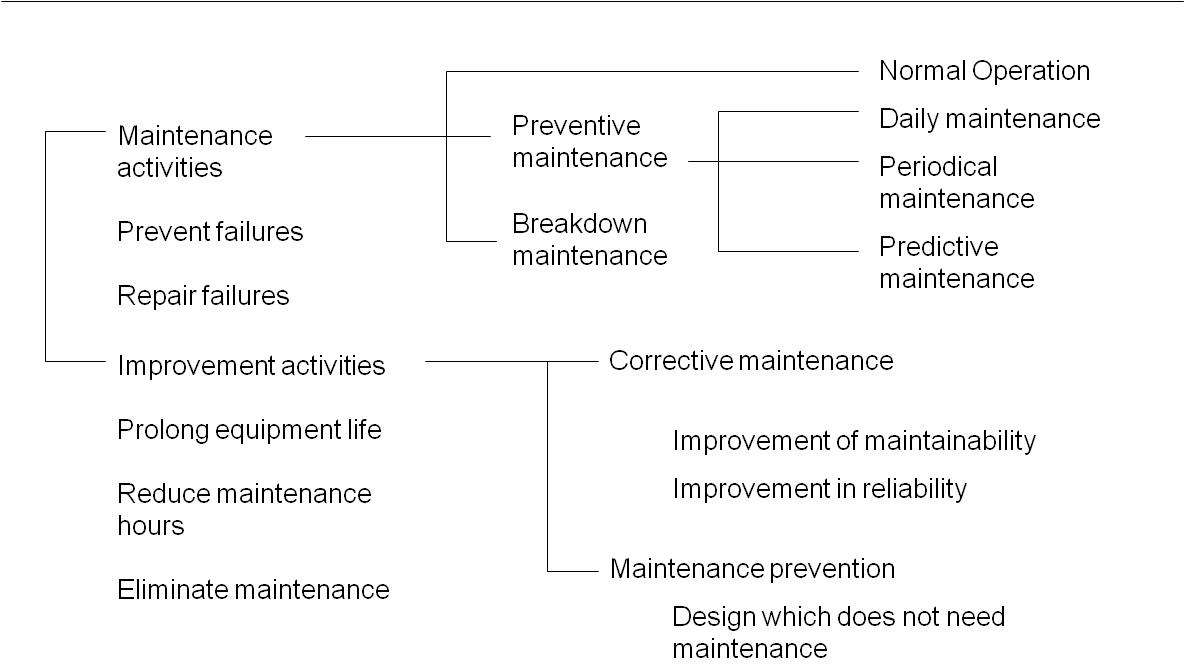 Maintenance
activities
Prevent failures
Repair failures
Improvement activities
Prolong equipment life
Reduce maintenance
hours
Eliminate maintenance
Preventive
maintenance
Breakdown
maintenance
Normal Operation
Daily maintenance
Periodical
maintenance
Predictive
maintenance
Corrective maintenance
Improvement of maintainability
Improvement in reliability
Maintenance prevention
Design which does not need
maintenance